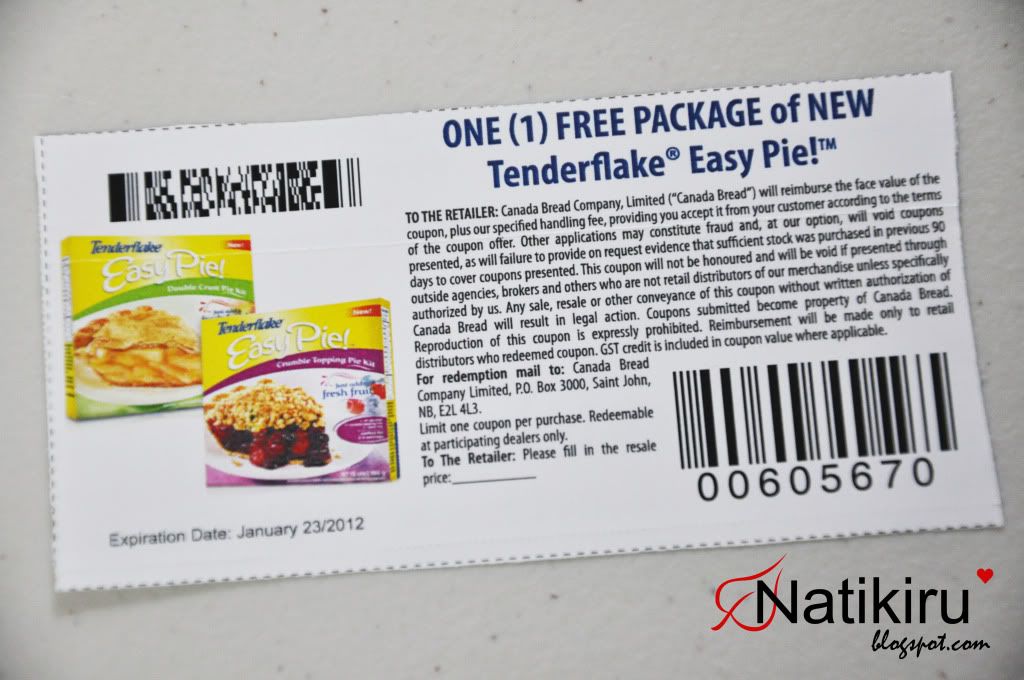 ONE (1) FREE PACKAGE of NEW
Tenderflake® Easy Pie!™
TO THE RETAILER: Canada Bread Company, Limited ("Canada Bread") will reimburse the face value of the
coupon, plus our specified handling fee, providing you accept it from your customer according to the terms
of the coupon offer. Other applications may constitute fraud and, at our option, will void coupons
presented, as will failure to provide on request evidence that sufficient stock was purchased in previous 90
days to cover coupons presented. This coupon will not be honoured and will be void if presented through
outside agencies, brokers and others who are not retail distributors of our merchandise unless specifically
authorized by us. Any sale, resale or other conveyance of this coupon without written authorization of
Canada Bread will result in legal action. Coupons submitted become property of Canada Bread.
Reproduction of this coupon is expressly prohibited. Reimbursement will be made only to retail
distributors who redeemed coupon. GST credit is included in coupon value where applicable.
For redemption mail to: Canada Bread
Company Limited, P.O. Box 3000, Saint John,
NB, E2L 4L3.
Limit one coupon per purchase. Redeemable
at participating dealers only.
To The Retailer: Please fill in the resale
price:
00605670
Tenderflake
New!
Easy Pie!
Double Crust Pie Kit
Tenderflake
New!
Easy Pie!
Crumble Topping Pie Kit
just add
fresh fruit
Expiration Date: January 23/2012
Natikiru
blogspot.com